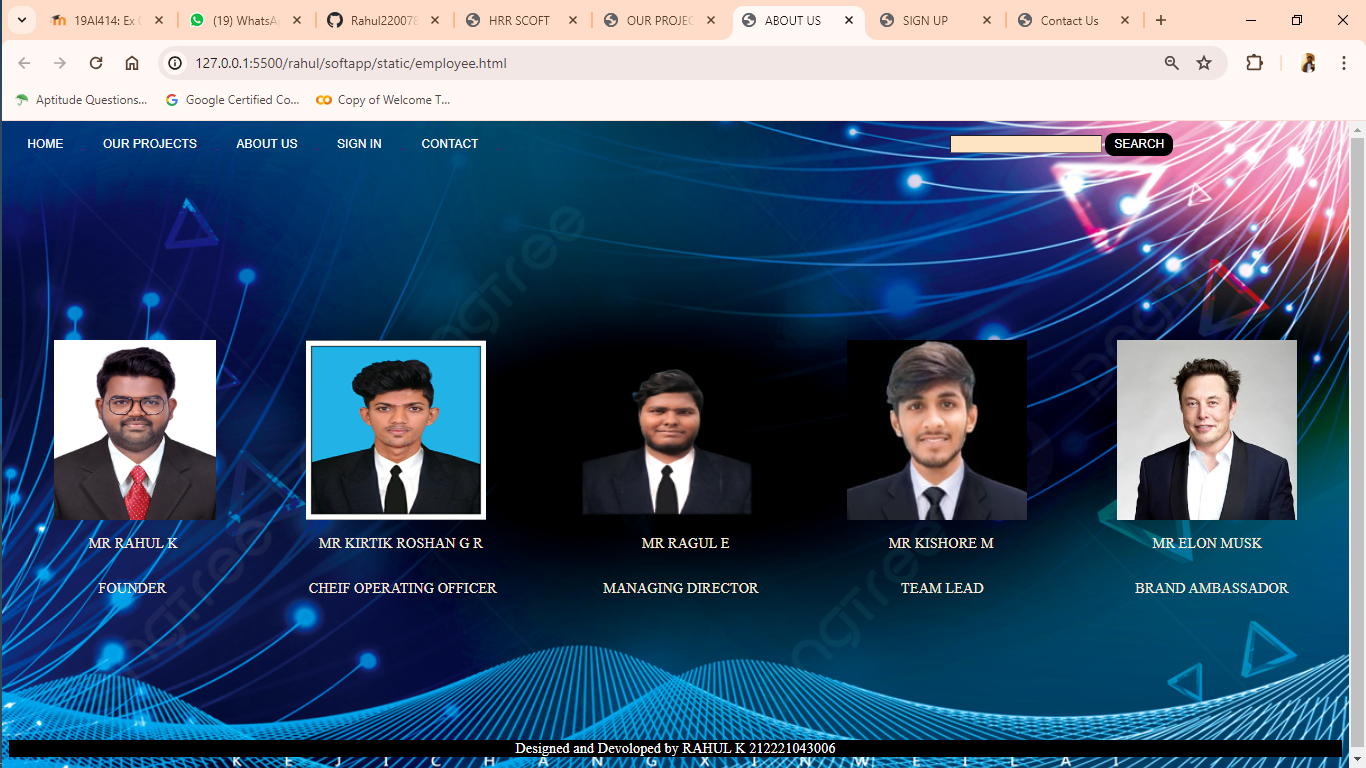 19AI414: Ex
(19) WhatsA
Rahul220078
HRR SCOFT
OUR PROJEC
ABOUT US
SIGN UP
Contact Us
127.0.0.1:5500/rahul/softapp/static/employee.html
Aptitude Questions...
Google Certified Co...
Copy of Welcome T...
HOME OUR PROJECTS ABOUT US SIGN IN CONTACT SEARCH
MR RAHUL K MR KIRTIK ROSHAN G R MR RAGUL E MR KISHORE M MR ELON MUSK
FOUNDER CHEIF OPERATING OFFICER MANAGING DIRECTOR TEAM LEAD BRAND AMBASSADOR
Designed and Devoloped by RAHUL K 212221043006
K E J I C H A N G X I N W E I L A I